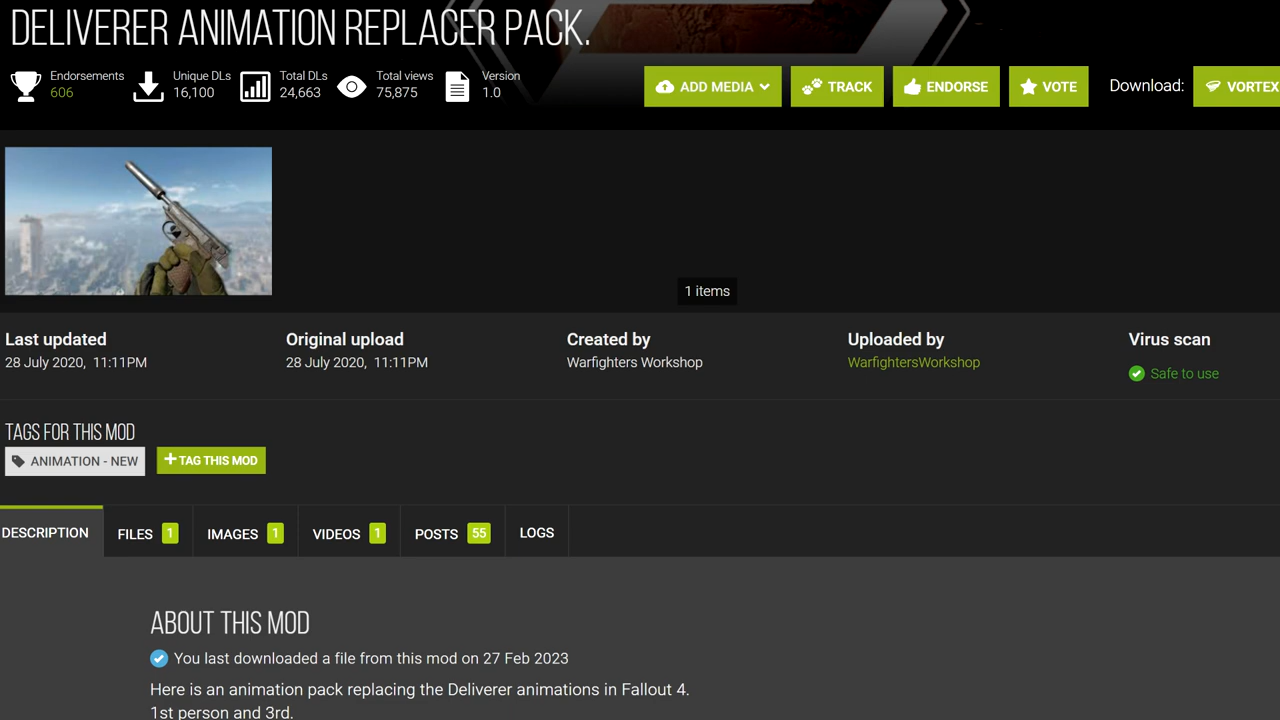 DELIVERER ANIMATION REPLACER PACK.
Endorsements
606
Unique DLs
16,100
Total DLs
24,663
Total views
75,875
Version
1.0
ADD MEDIA
TRACK
ENDORSE
VOTE
Download:
VORTEX
1 items
Last updated
28 July 2020, 11:11PM
Original upload
28 July 2020, 11:11PM
Created by
Warfighters Workshop
Uploaded by
WarfightersWorkshop
Virus scan
Safe to use
TAGS FOR THIS MOD
ANIMATION - NEW
+ TAG THIS MOD
DESCRIPTION
FILES 1
IMAGES 1
VIDEOS 1
POSTS 55
LOGS
ABOUT THIS MOD
You last downloaded a file from this mod on 27 Feb 2023
Here is an animation pack replacing the Deliverer animations in Fallout 4.
1st person and 3rd.